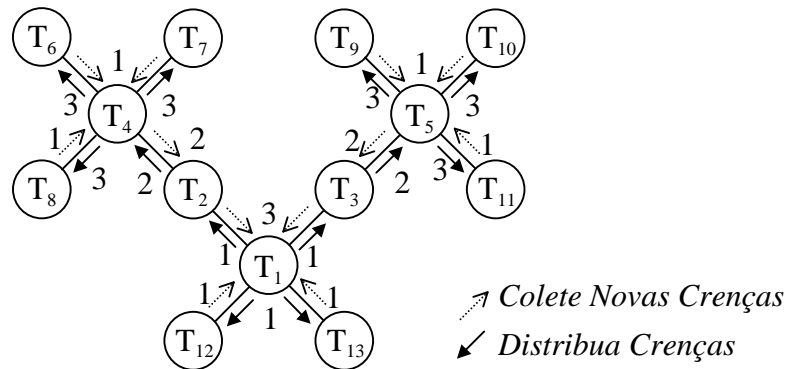 T6 1 T7 T9 1 T10
3 T4 3 3 T5 3
1 2 2 1
T8 3 2 T2 T3 2 3 T11
3
1 T1 1
1 1
T12 1 T13
Colete Novas Crenças
Distribua Crenças